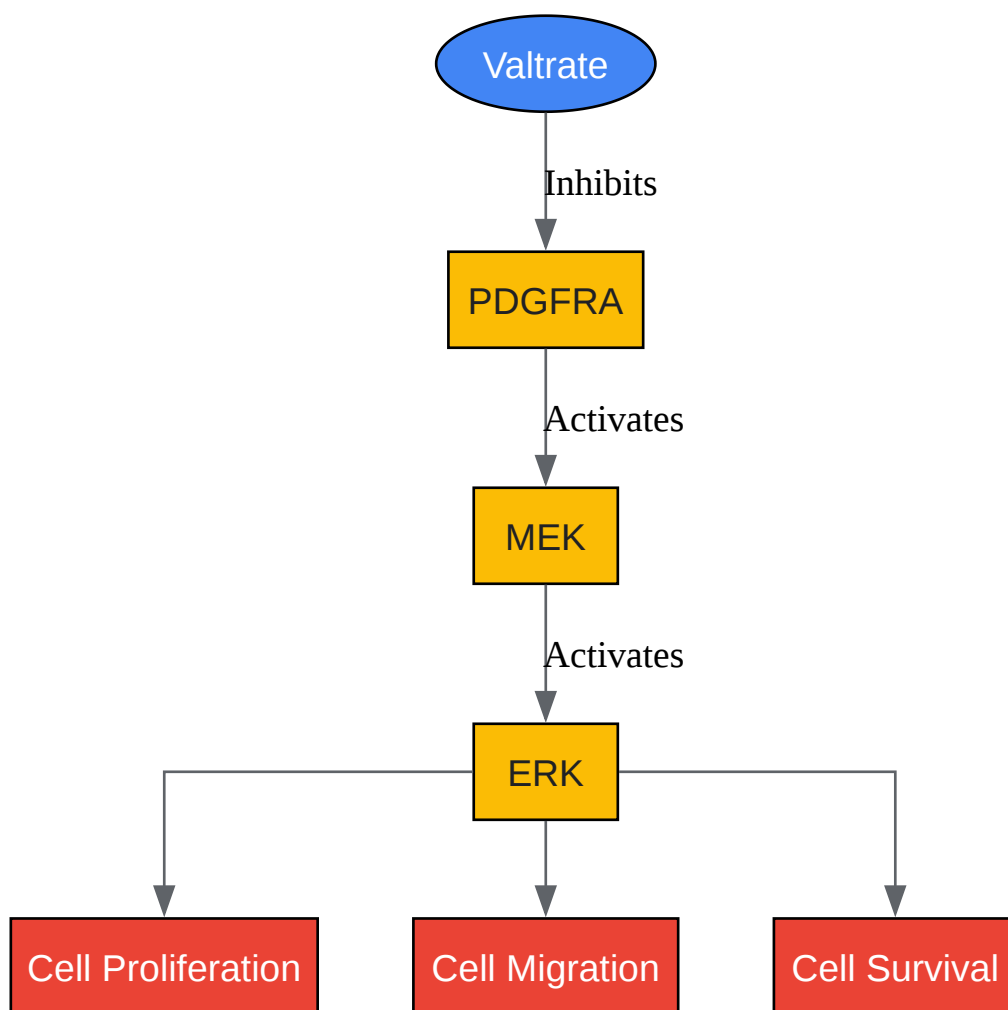 Valtrate
Inhibits
PDGFRA
Activates
MEK
Activates
ERK
Cell Proliferation
Cell Migration
Cell Survival